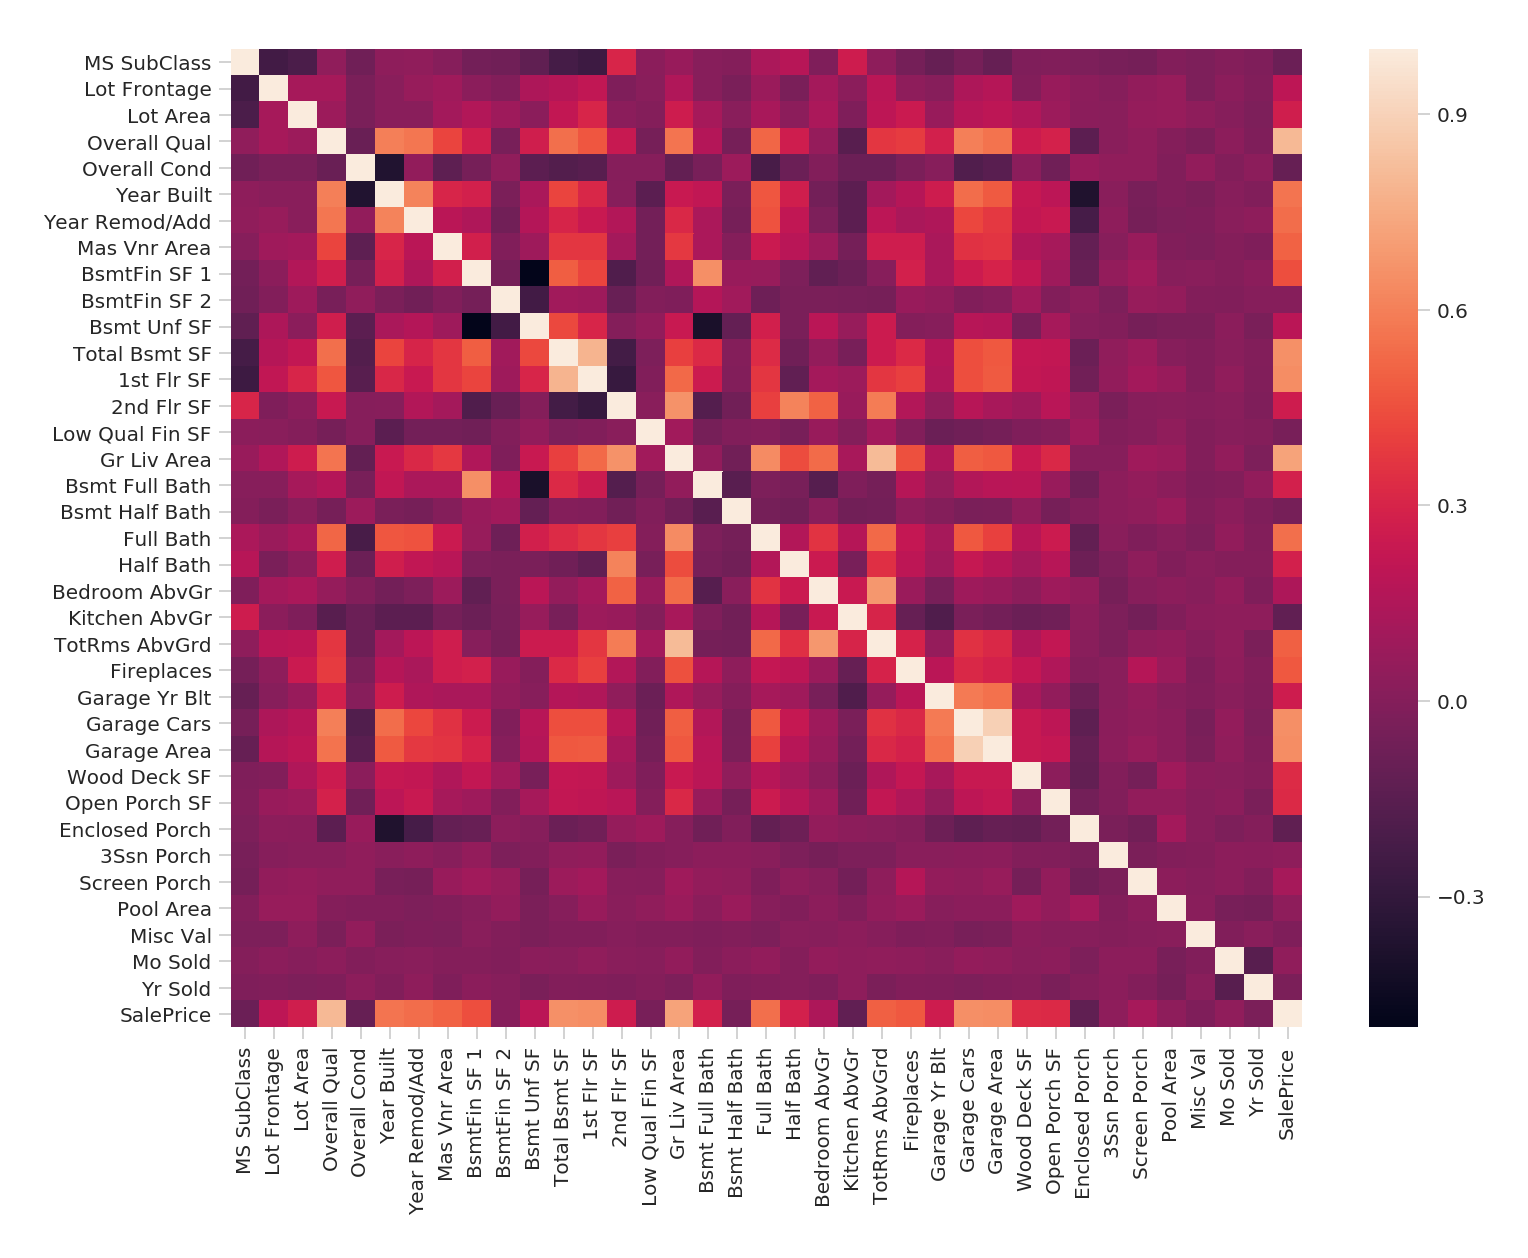 MS SubClass
Lot Frontage
Lot Area
Overall Qual
Overall Cond
Year Built
Year Remod/Add
Mas Vnr Area
BsmtFin SF 1
BsmtFin SF 2
Bsmt Unf SF
Total Bsmt SF
1st Flr SF
2nd Flr SF
Low Qual Fin SF
Gr Liv Area
Bsmt Full Bath
Bsmt Half Bath
Full Bath
Half Bath
Bedroom AbvGr
Kitchen AbvGr
TotRms AbvGrd
Fireplaces
Garage Yr Blt
Garage Cars
Garage Area
Wood Deck SF
Open Porch SF
Enclosed Porch
3Ssn Porch
Screen Porch
Pool Area
Misc Val
Mo Sold
Yr Sold
SalePrice
MS SubClass
Lot Frontage
Lot Area
Overall Qual
Overall Cond
Year Built
Year Remod/Add
Mas Vnr Area
BsmtFin SF 1
BsmtFin SF 2
Bsmt Unf SF
Total Bsmt SF
1st Flr SF
2nd Flr SF
Low Qual Fin SF
Gr Liv Area
Bsmt Full Bath
Bsmt Half Bath
Full Bath
Half Bath
Bedroom AbvGr
Kitchen AbvGr
TotRms AbvGrd
Fireplaces
Garage Yr Blt
Garage Cars
Garage Area
Wood Deck SF
Open Porch SF
Enclosed Porch
3Ssn Porch
Screen Porch
Pool Area
Misc Val
Mo Sold
Yr Sold
SalePrice
0.9
0.6
0.3
0.0
−0.3